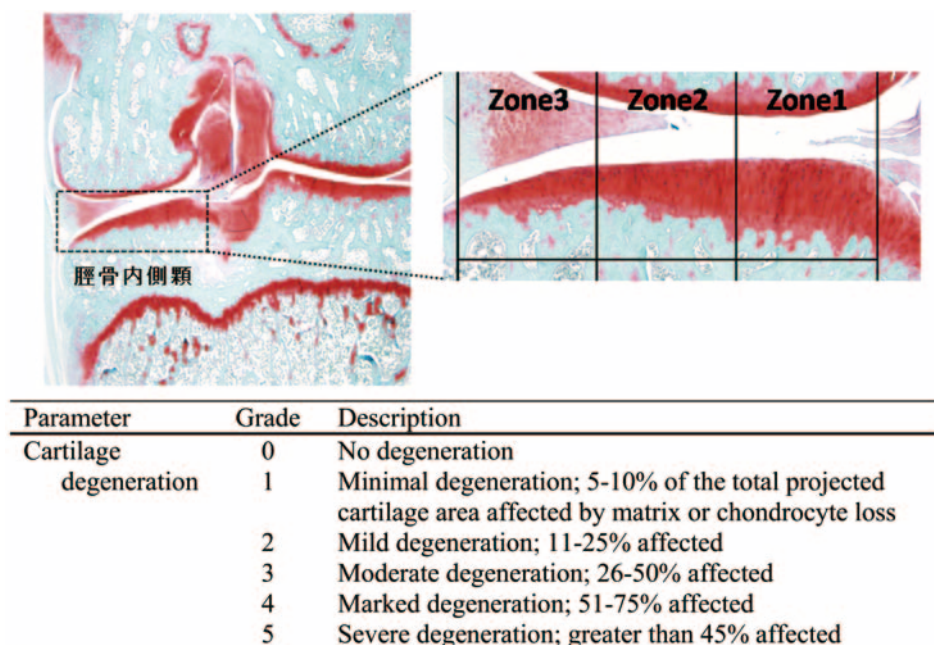 Zone3 Zone2 Zone1
脛骨内側顆
Parameter Grade Description
Cartilage 0 No degeneration
degeneration 1 Minimal degeneration; 5-10% of the total projected
cartilage area affected by matrix or chondrocyte loss
2 Mild degeneration; 11-25% affected
3 Moderate degeneration; 26-50% affected
4 Marked degeneration; 51-75% affected
5 Severe degeneration; greater than 45% affected